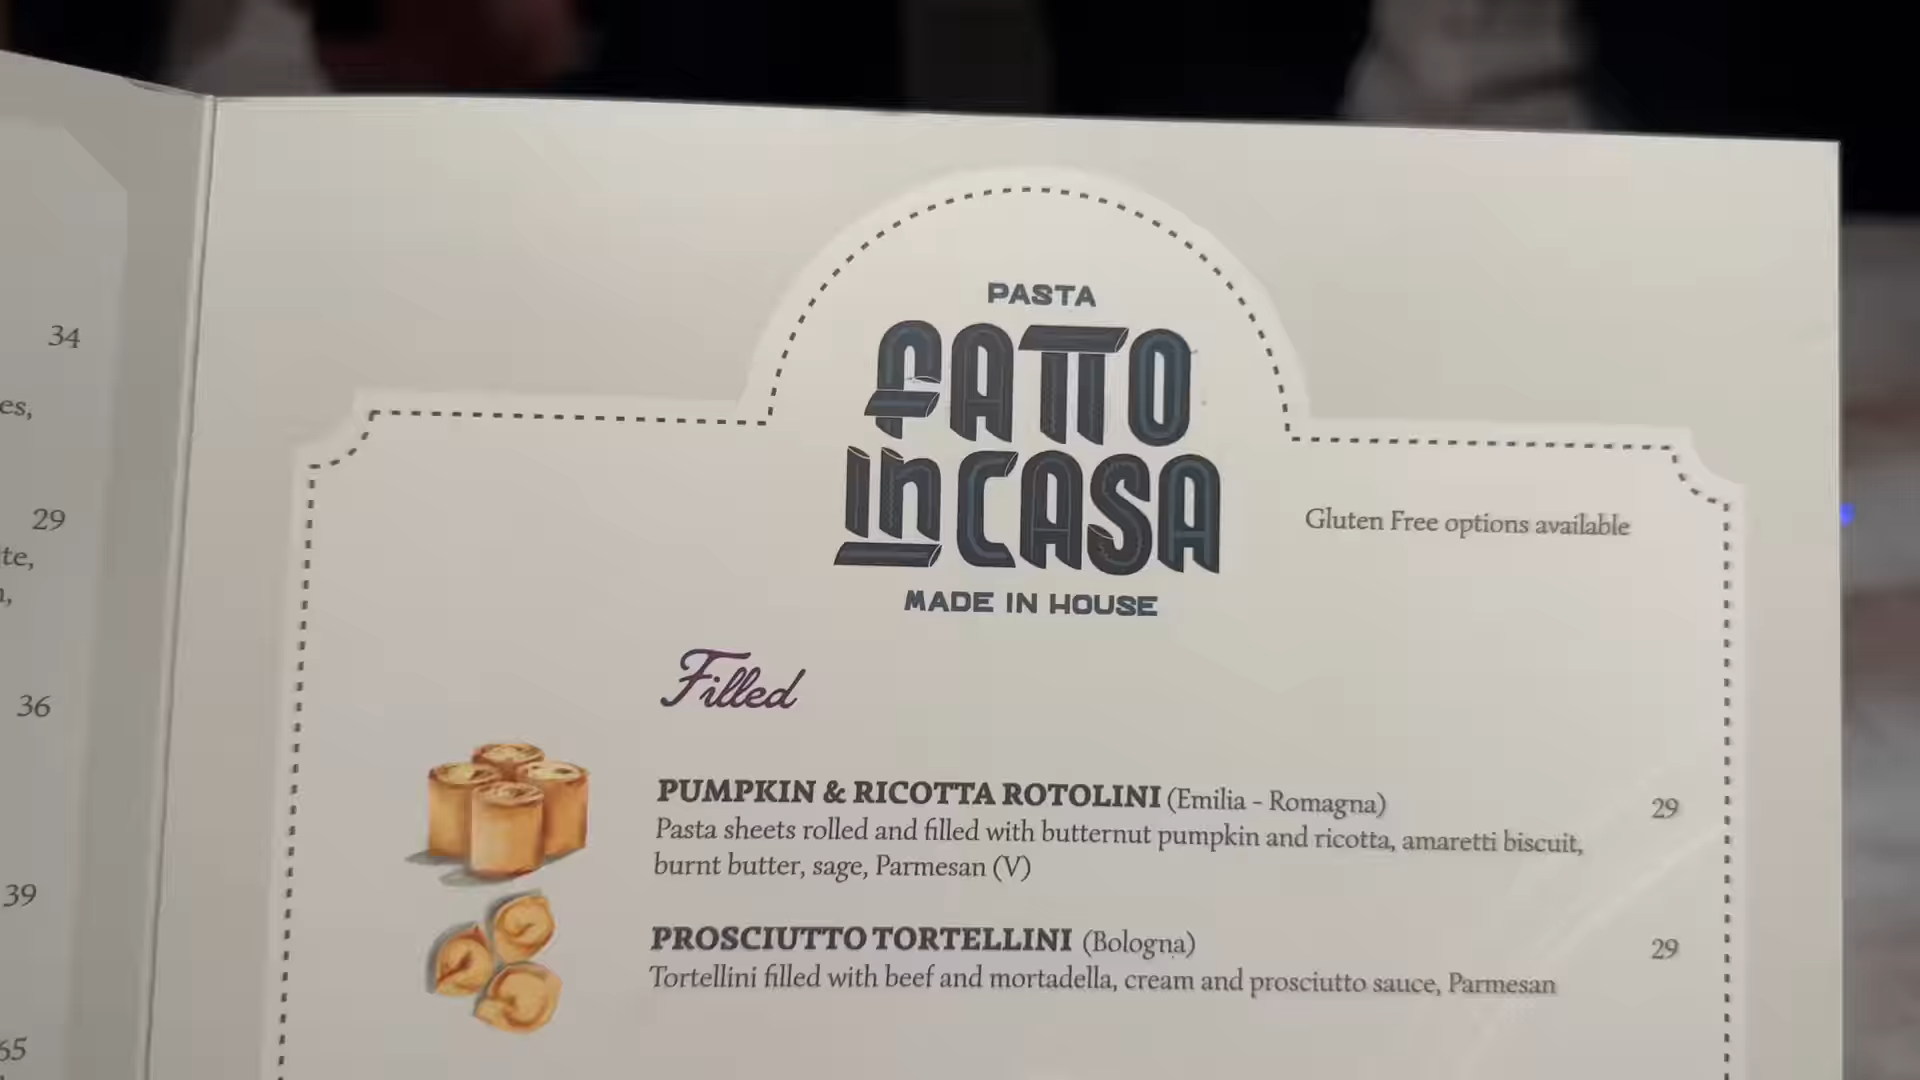 34
es,
29
te,
36
39
65
PASTA
FATTO
in CASA
MADE IN HOUSE
Gluten Free options available
Filled
PUMPKIN & RICOTTA ROTOLINI (Emilia - Romagna) 29
Pasta sheets rolled and filled with butternut pumpkin and ricotta, amaretti biscuit,
burnt butter, sage, Parmesan (V)
PROSCIUTTO TORTELLINI (Bologna) 29
Tortellini filled with beef and mortadella, cream and prosciutto sauce, Parmesan